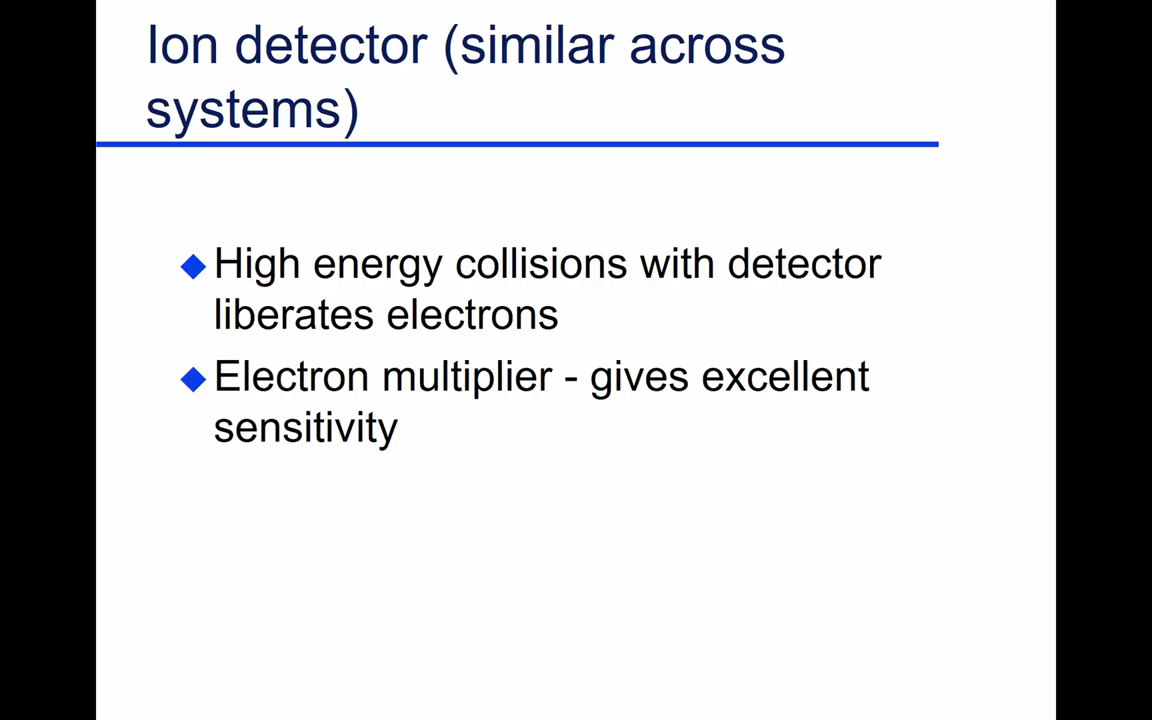 Ion detector (similar across
systems)
High energy collisions with detector
liberates electrons
Electron multiplier - gives excellent
sensitivity